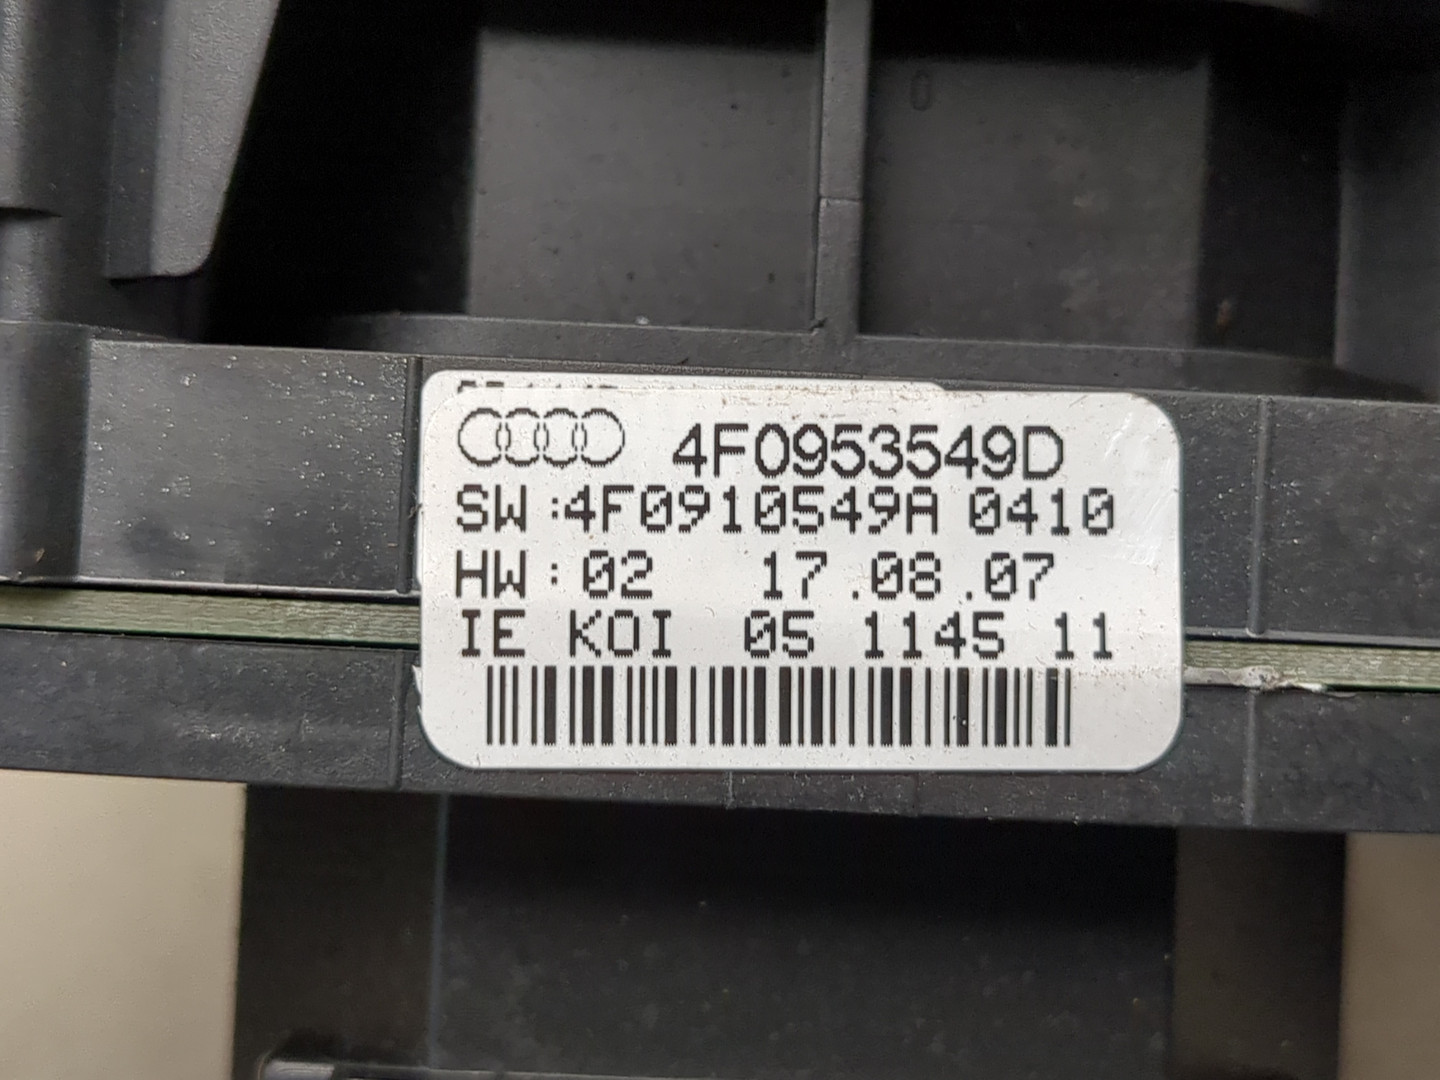 4F0953549D
SW :4F0910549A 0410
HW : 02 17 .08 .07
IE KOI 05 1145 11